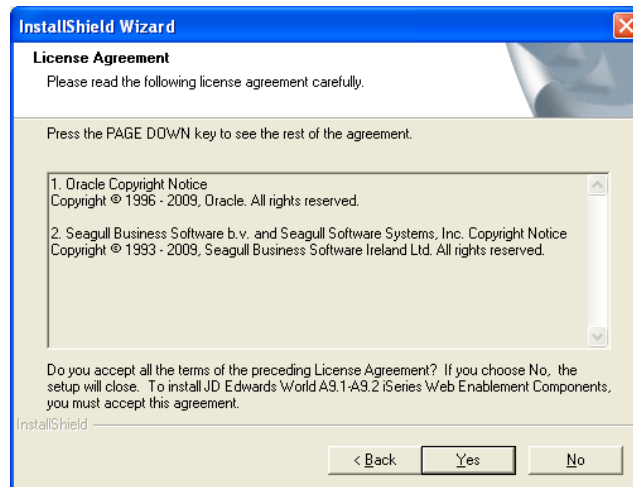 InstallShield Wizard
License Agreement
Please read the following license agreement carefully.
Press the PAGE DOWN key to see the rest of the agreement.
1. Oracle Copyright Notice
Copyright © 1996 - 2009, Oracle. All rights reserved.
2. Seagull Business Software b.v. and Seagull Software Systems, Inc. Copyright Notice
Copyright © 1993 - 2009, Seagull Business Software Ireland Ltd. All rights reserved.
Do you accept all the terms of the preceding License Agreement? If you choose No, the
setup will close. To install JD Edwards World A9.1-A9.2 iSeries Web Enablement Components,
you must accept this agreement.
InstallShield
< Back
Yes
No